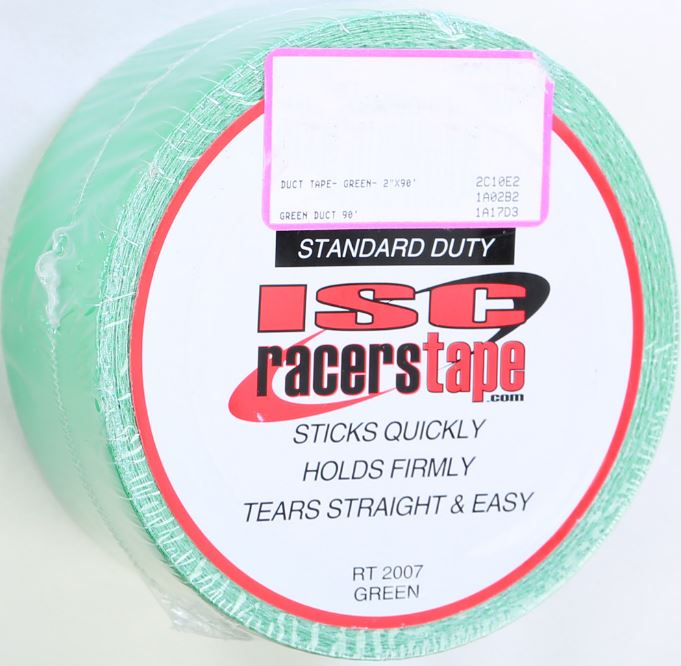 DUCT TAPE- GREEN- 2"X90' 2C10E2
1A02B2
GREEN DUCT 90' 1A17D3
STANDARD DUTY
ISC
racerstape
.com
STICKS QUICKLY
HOLDS FIRMLY
TEARS STRAIGHT & EASY
RT 2007
GREEN